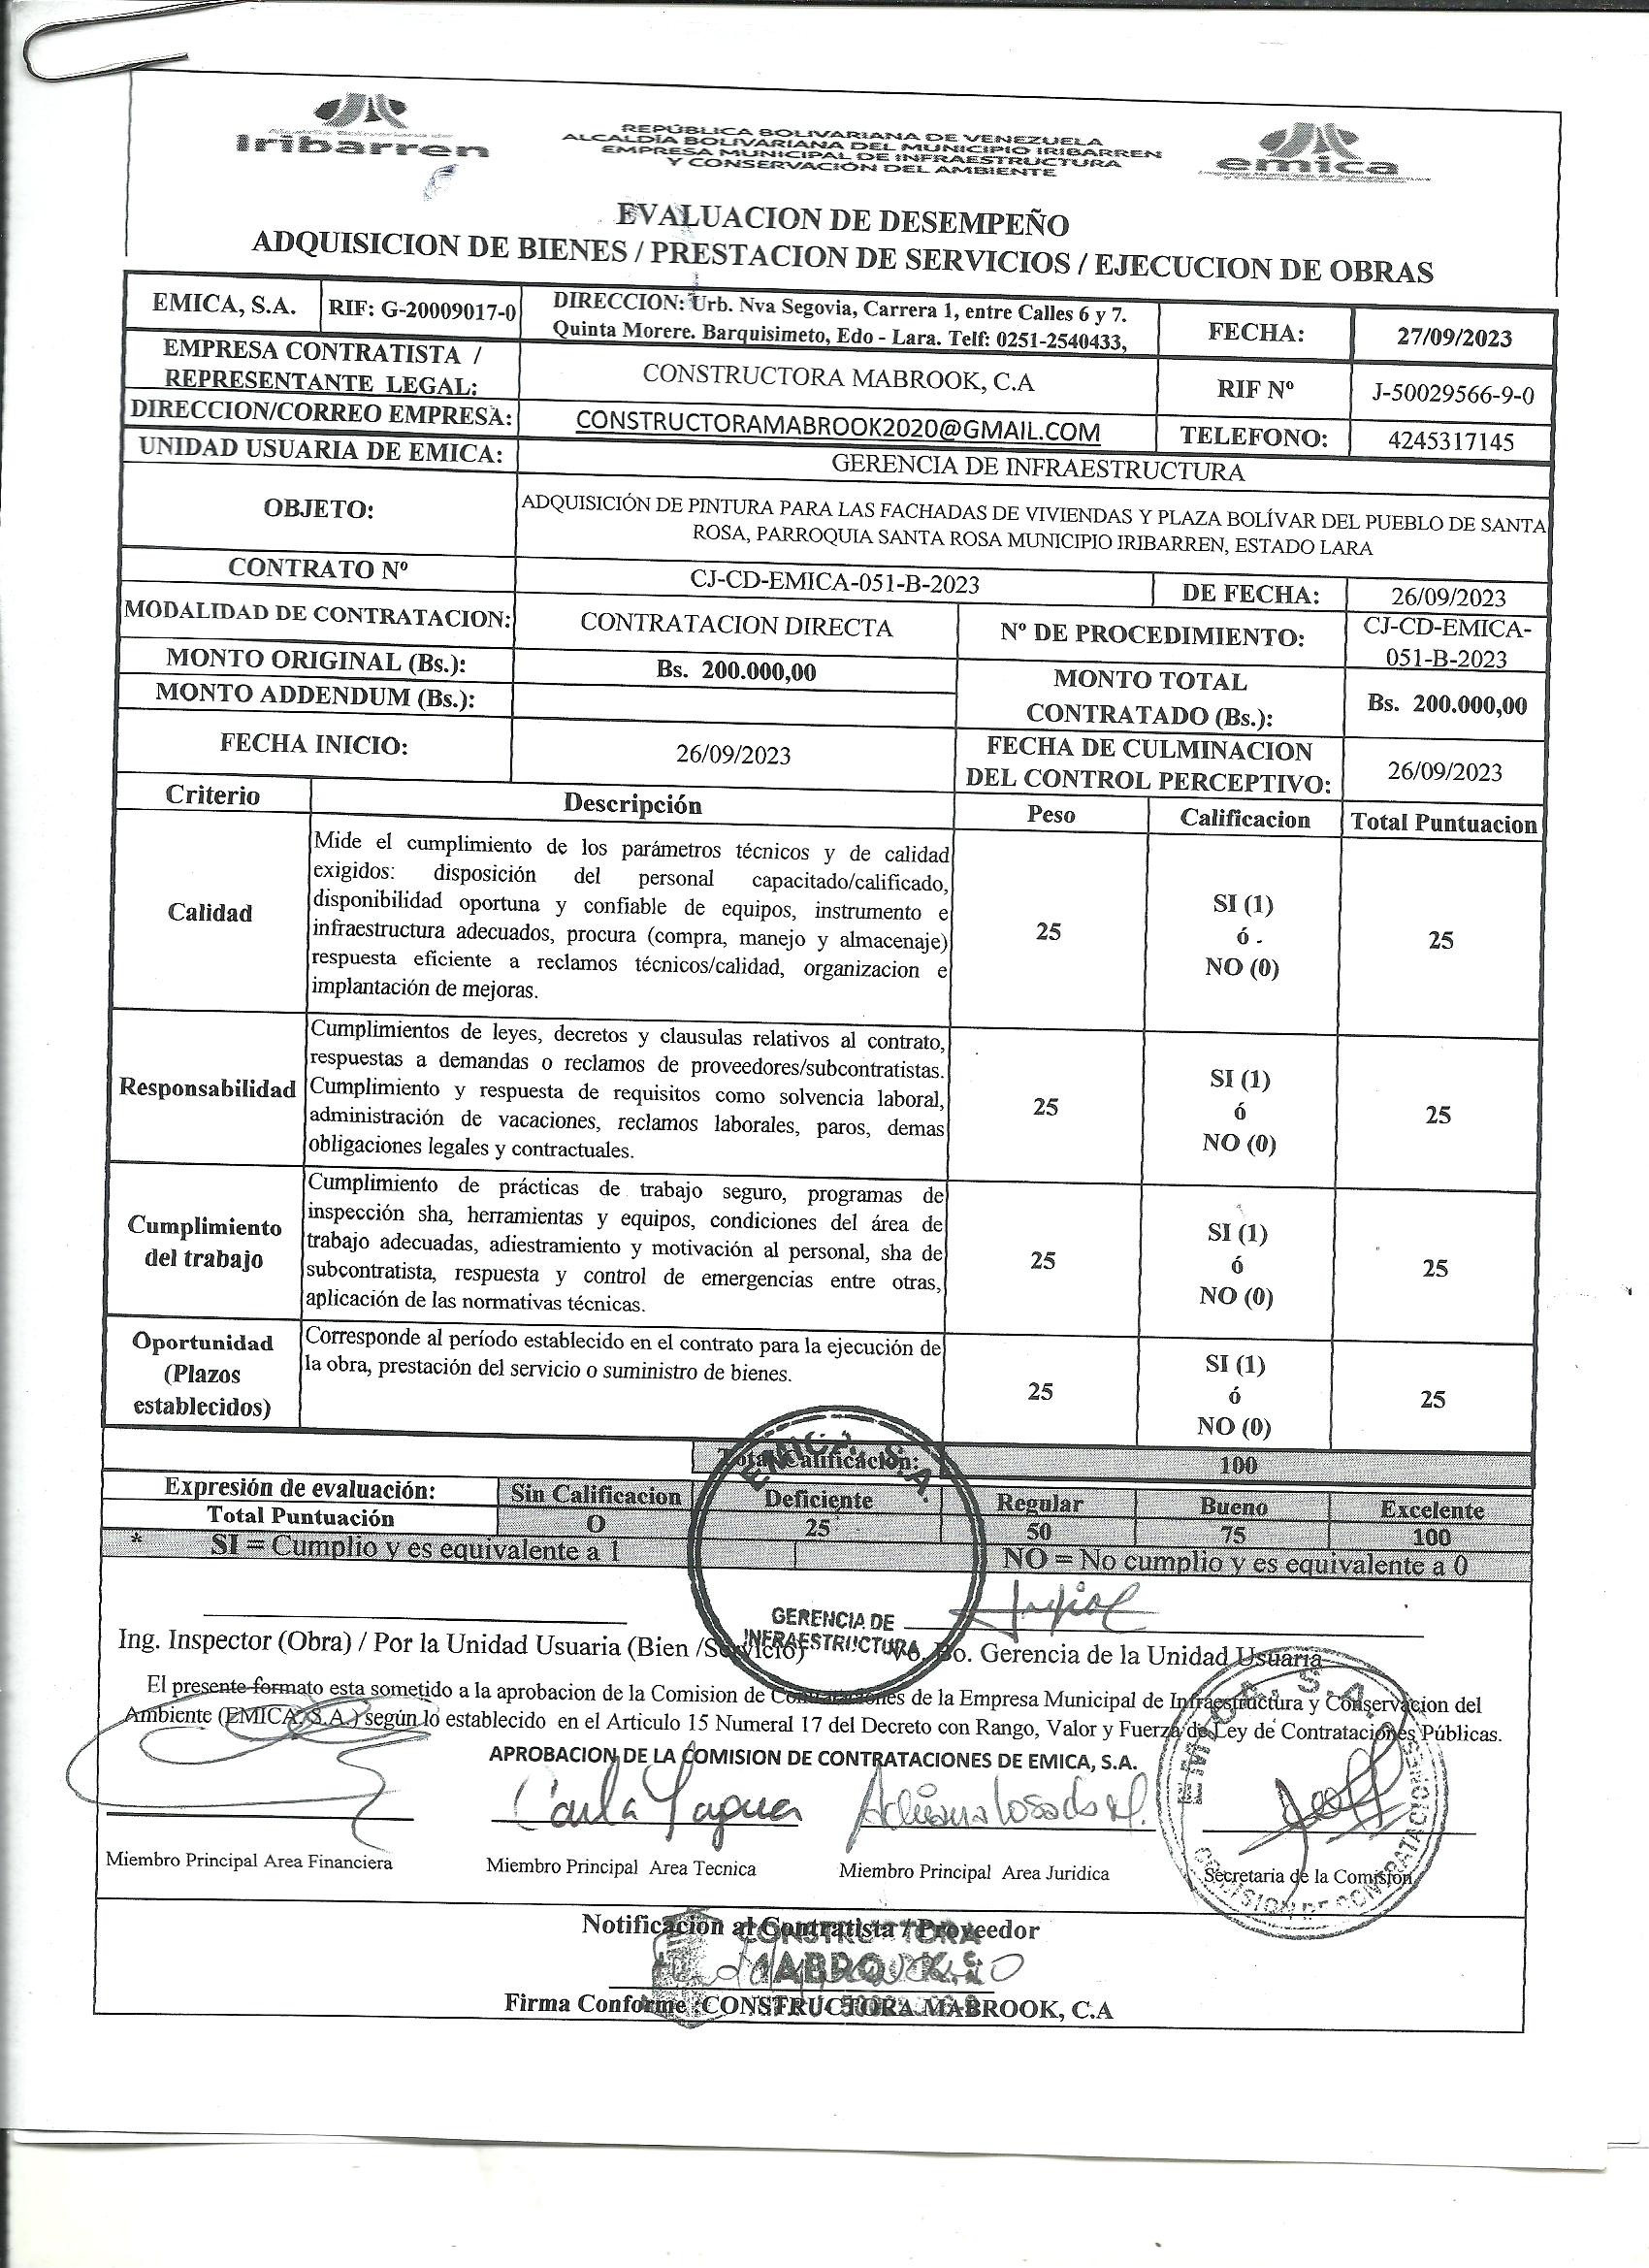 Alcaldía Bolivariana de
Iribarren
REPÚBLICA BOLIVARIANA DE VENEZUELA
ALCALDÍA BOLIVARIANA DEL MUNICIPIO IRIBARREN
EMPRESA MUNICIPAL DE INFRAESTRUCTURA
Y CONSERVACIÓN DEL AMBIENTE
emica
EVALUACION DE DESEMPEÑO
ADQUISICION DE BIENES / PRESTACION DE SERVICIOS / EJECUCION DE OBRAS
EMICA, S.A. RIF: G-20009017-0
DIRECCION: Urb. Nva Segovia, Carrera 1, entre Calles 6 y 7.
Quinta Morere. Barquisimeto, Edo - Lara. Telf: 0251-2540433,
FECHA: 27/09/2023
EMPRESA CONTRATISTA /
REPRESENTANTE LEGAL:
CONSTRUCTORA MABROOK, C.A
RIF Nº J-50029566-9-0
DIRECCION/CORREO EMPRESA: CONSTRUCTORAMABROOK2020@GMAIL.COM TELEFONO: 4245317145
UNIDAD USUARIA DE EMICA: GERENCIA DE INFRAESTRUCTURA
OBJETO:
ADQUISICIÓN DE PINTURA PARA LAS FACHADAS DE VIVIENDAS Y PLAZA BOLÍVAR DEL PUEBLO DE SANTA
ROSA, PARROQUIA SANTA ROSA MUNICIPIO IRIBARREN, ESTADO LARA
CONTRATO Nº CJ-CD-EMICA-051-B-2023 DE FECHA: 26/09/2023
MODALIDAD DE CONTRATACION: CONTRATACION DIRECTA Nº DE PROCEDIMIENTO:
CJ-CD-EMICA-
051-B-2023
MONTO ORIGINAL (Bs.): Bs. 200.000,00
MONTO ADDENDUM (Bs.):
MONTO TOTAL
CONTRATADO (Bs.):
Bs. 200.000,00
FECHA INICIO: 26/09/2023
FECHA DE CULMINACION
DEL CONTROL PERCEPTIVO:
26/09/2023
Criterio Descripción Peso Calificacion Total Puntuacion
Calidad
Mide el cumplimiento de los parámetros técnicos y de calidad
exigidos: disposición del personal capacitado/calificado,
disponibilidad oportuna y confiable de equipos, instrumento e
infraestructura adecuados, procura (compra, manejo y almacenaje)
respuesta eficiente a reclamos técnicos/calidad, organizacion e
implantación de mejoras.
25
SI (1)
ó
NO (0)
25
Responsabilidad
Cumplimientos de leyes, decretos y clausulas relativos al contrato,
respuestas a demandas o reclamos de proveedores/subcontratistas.
Cumplimiento y respuesta de requisitos como solvencia laboral,
administración de vacaciones, reclamos laborales, paros, demas
obligaciones legales y contractuales.
25
SI (1)
ó
NO (0)
25
Cumplimiento
del trabajo
Cumplimiento de prácticas de trabajo seguro, programas de
inspección sha, herramientas y equipos, condiciones del área de
trabajo adecuadas, adiestramiento y motivación al personal, sha de
subcontratista, respuesta y control de emergencias entre otras,
aplicación de las normativas técnicas.
25
SI (1)
ó
NO (0)
25
Oportunidad
(Plazos
establecidos)
Corresponde al período establecido en el contrato para la ejecución de
la obra, prestación del servicio o suministro de bienes.
25
SI (1)
ó
NO (0)
25
Total Calificación: 100
Expresión de evaluación: Sin Calificacion Deficiente Regular Bueno Excelente
Total Puntuación O 25 50 75 100
* SI = Cumplio y es equivalente a 1 NO = No cumplio y es equivalente a 0
EMICA, S.A.
GERENCIA DE
INFRAESTRUCTURA
Ing. Inspector (Obra) / Por la Unidad Usuaria (Bien /Servicio) Vo. Bo. Gerencia de la Unidad Usuaria
El presente formato esta sometido a la aprobacion de la Comision de Contrataciones de la Empresa Municipal de Infraestructura y Conservacion del
Ambiente (EMICA, S.A.) según lo establecido en el Articulo 15 Numeral 17 del Decreto con Rango, Valor y Fuerza de Ley de Contrataciones Públicas.
APROBACION DE LA COMISION DE CONTRATACIONES DE EMICA, S.A.
Carla Yagua
Adriana Losada
EMICA, S.A.
COMISION DE CONTRATACIONES
Miembro Principal Area Financiera Miembro Principal Area Tecnica Miembro Principal Area Juridica Secretaria de la Comision
Notificación al Contratista / Proveedor
CONSTRUCTORA
Firma Conforme :CONSTRUCTORA MABROOK, C.A